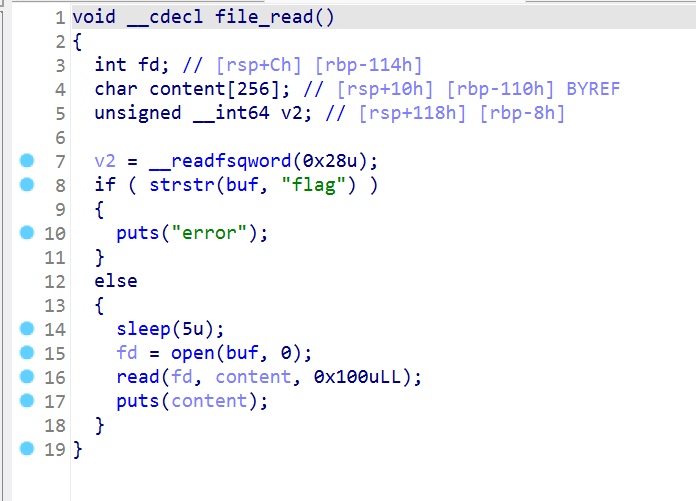 1 void __cdecl file_read()
2 {
3   int fd; // [rsp+Ch] [rbp-114h]
4   char content[256]; // [rsp+10h] [rbp-110h] BYREF
5   unsigned __int64 v2; // [rsp+118h] [rbp-8h]
6
7   v2 = __readfsqword(0x28u);
8   if ( strstr(buf, "flag") )
9   {
10     puts("error");
11   }
12   else
13   {
14     sleep(5u);
15     fd = open(buf, 0);
16     read(fd, content, 0x100uLL);
17     puts(content);
18   }
19 }